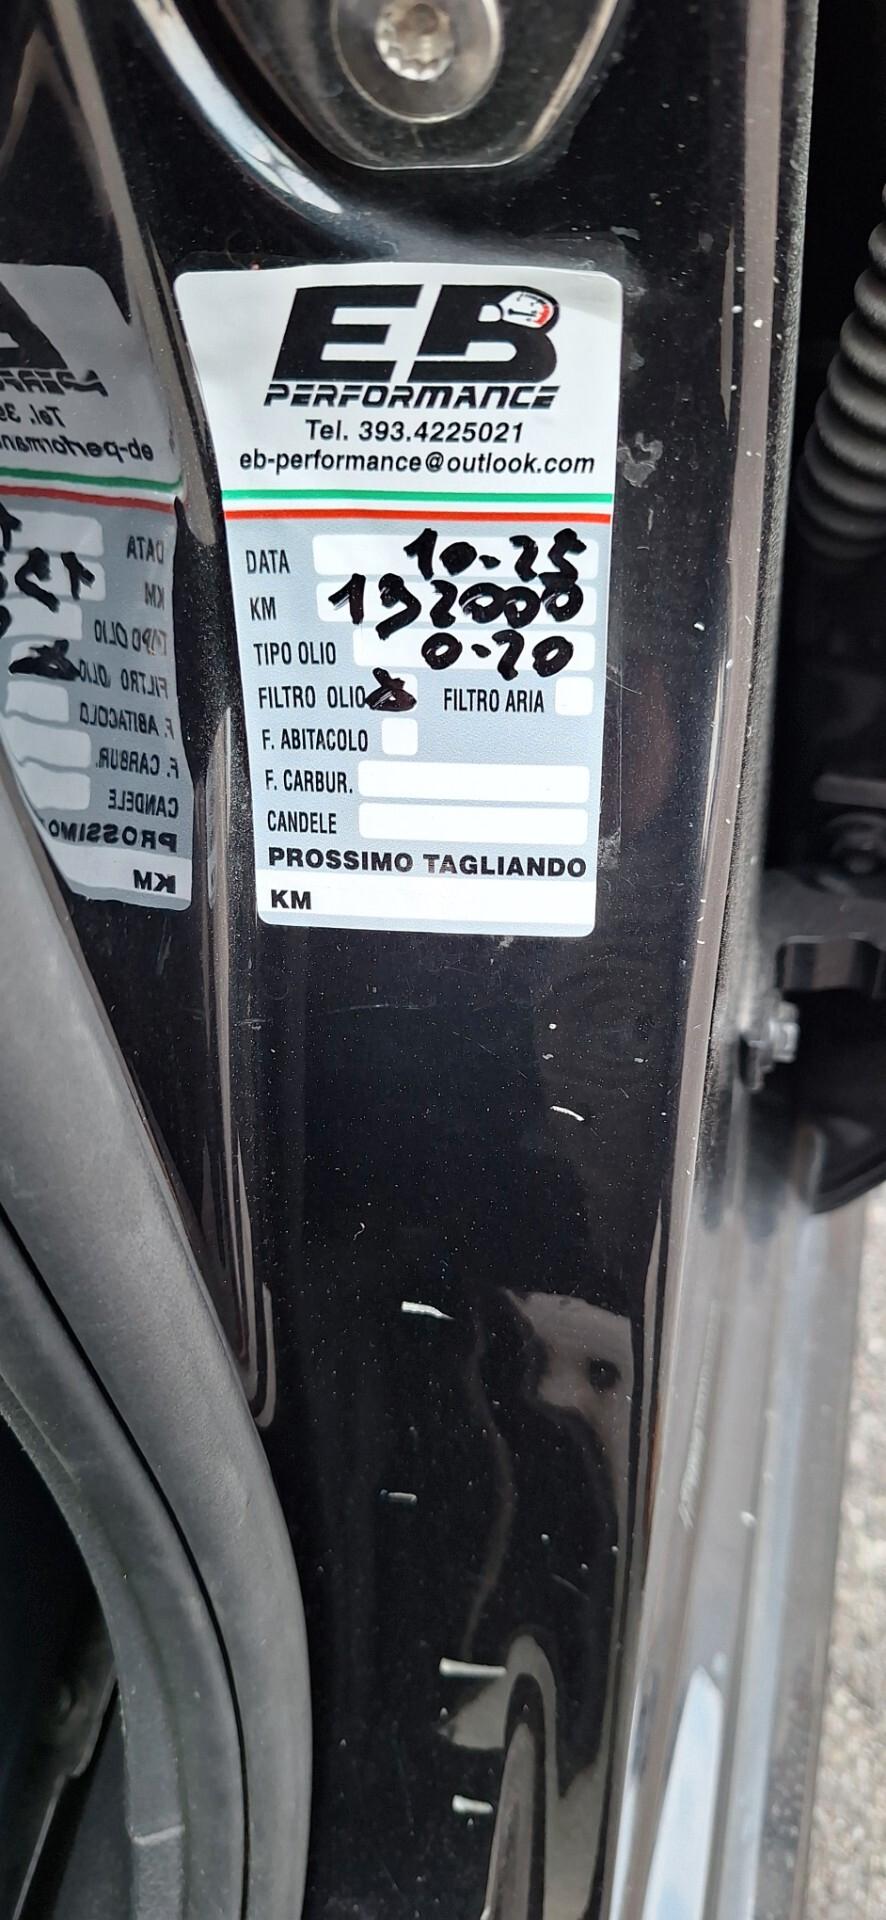 EB
PERFORMANCE
Tel. 393.4225021
eb-performance@outlook.com
DATA 10-25
KM 192000
TIPO OLIO 0-20
FILTRO OLIO FILTRO ARIA
F. ABITACOLO
F. CARBUR.
CANDELE
PROSSIMO TAGLIANDO
KM